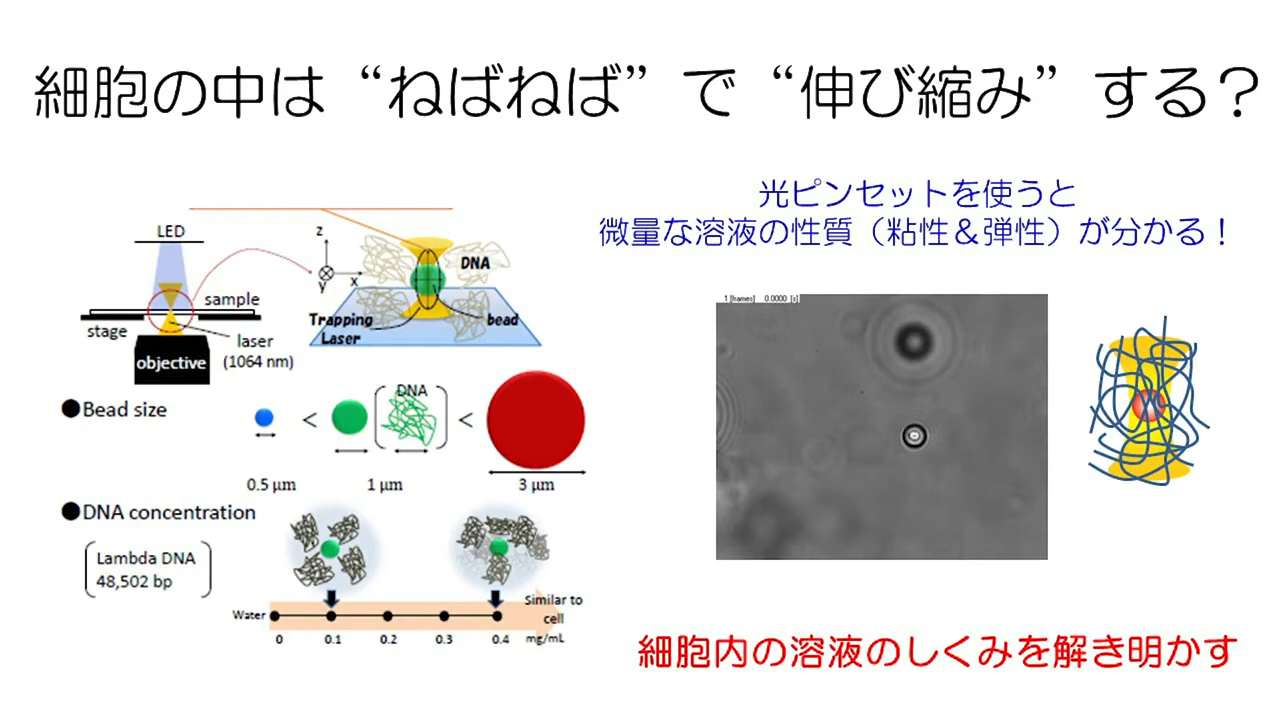 細胞の中は“ねばねば”で“伸び縮み”する？
光ピンセットを使うと
微量な溶液の性質（粘性＆弾性）が分かる！
LED
sample
stage
laser
(1064 nm)
objective
z
x
y
DNA
Trapping
Laser
bead
1 [frames] 0.0000 [s]
●Bead size
< DNA <
0.5 μm 1 μm 3 μm
●DNA concentration
Lambda DNA
48,502 bp
Water
Similar to
cell
0 0.1 0.2 0.3 0.4 mg/mL
細胞内の溶液のしくみを解き明かす